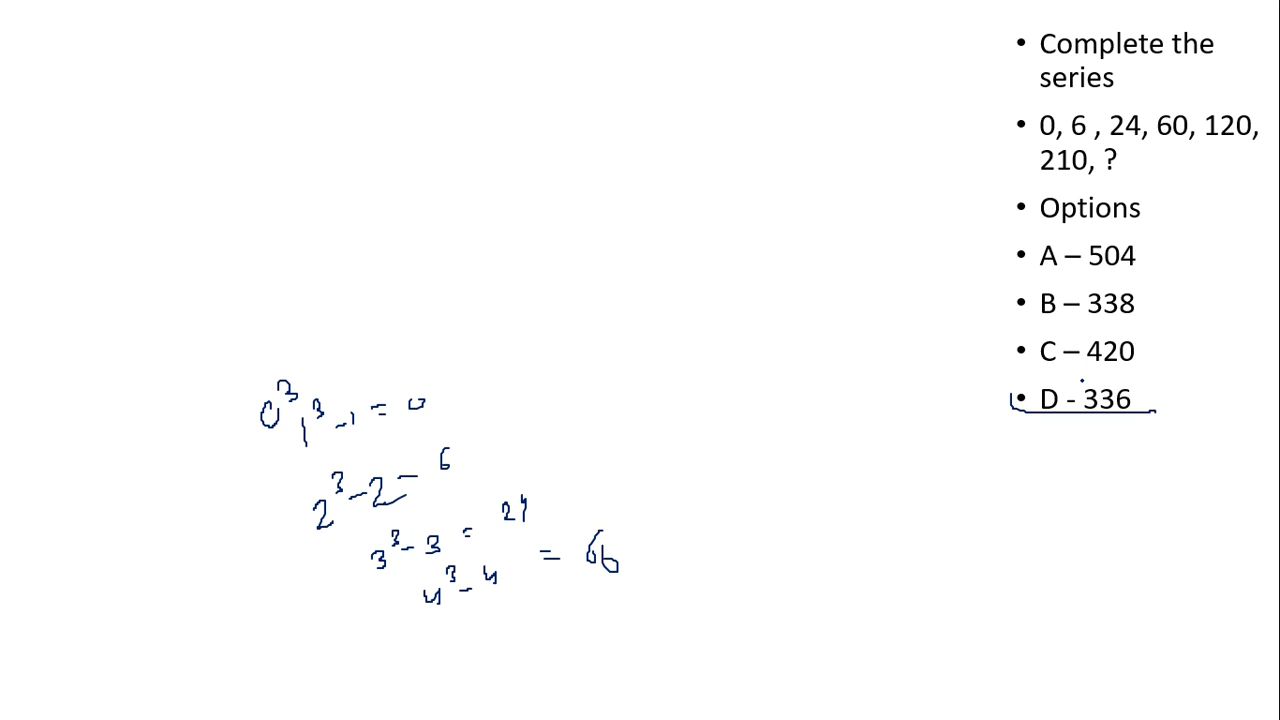 • Complete the
series
• 0, 6 , 24, 60, 120,
210, ?
• Options
• A – 504
• B – 338
• C – 420
• D - 336
0³ 1³ - 1 = 0
2³ - 2 = 6
3³ - 3 = 24
4³ - 4 = 60